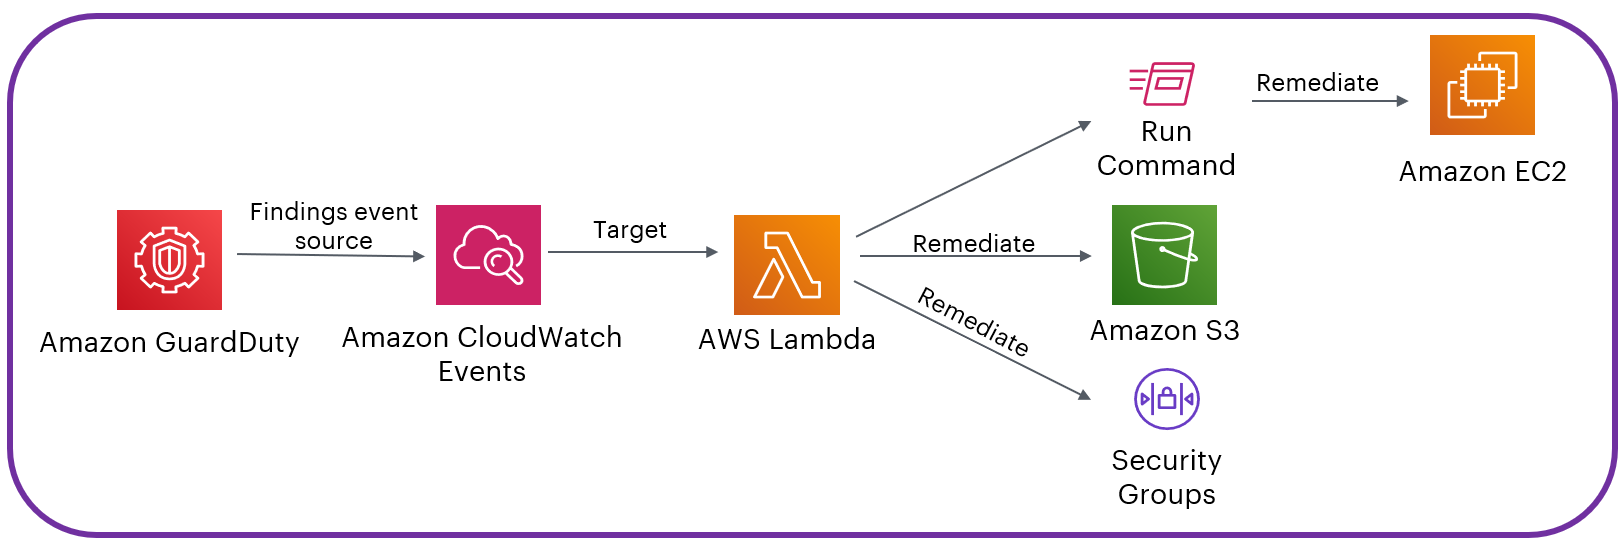 Amazon GuardDuty
Findings event
source
Amazon CloudWatch
Events
Target
AWS Lambda
Run
Command
Remediate
Amazon EC2
Remediate
Amazon S3
Remediate
Security
Groups